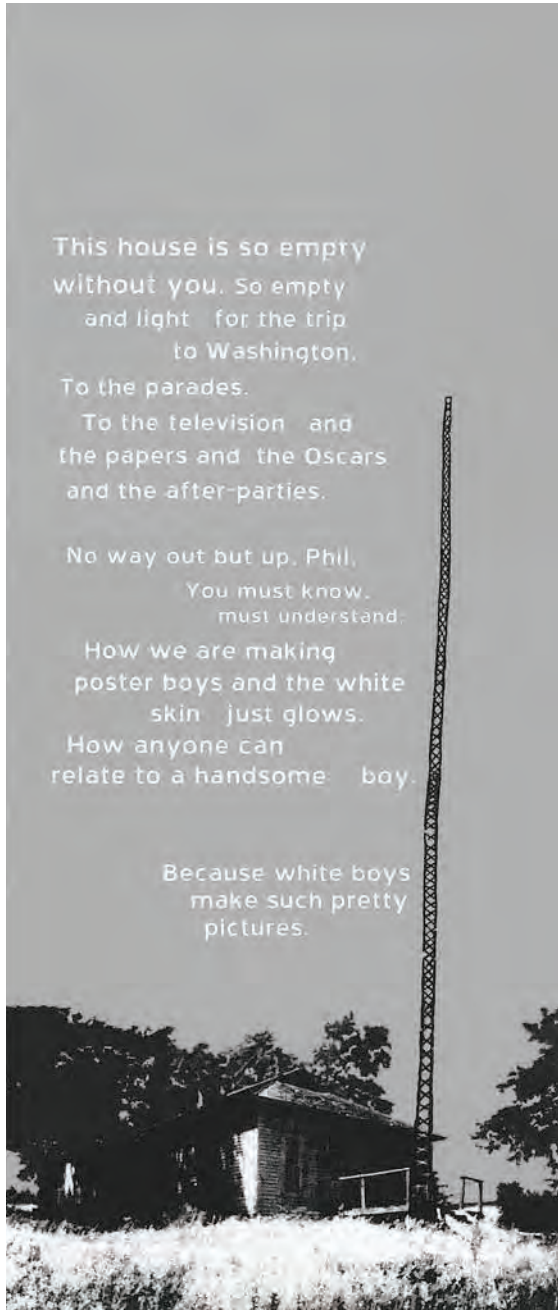 This house is so empty
without you. So empty
and light for the trip
to Washington.
To the parades.
To the television and
the papers and the Oscars
and the after-parties.
No way out but up, Phil.
You must know,
must understand:
How we are making
poster boys and the white
skin just glows.
How anyone can
relate to a handsome boy.
Because white boys
make such pretty
pictures.